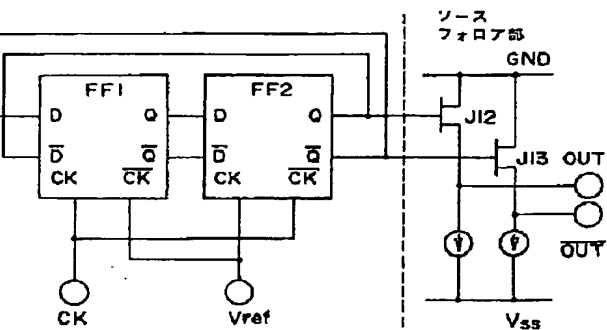 ソース
フォロア部
GND
FF1
FF2
D
Q
D
Q
J12
D̅
Q̅
D̅
Q̅
J13
OUT
CK
C̅K̅
CK
C̅K̅
O̅U̅T̅
CK
Vref
Vss